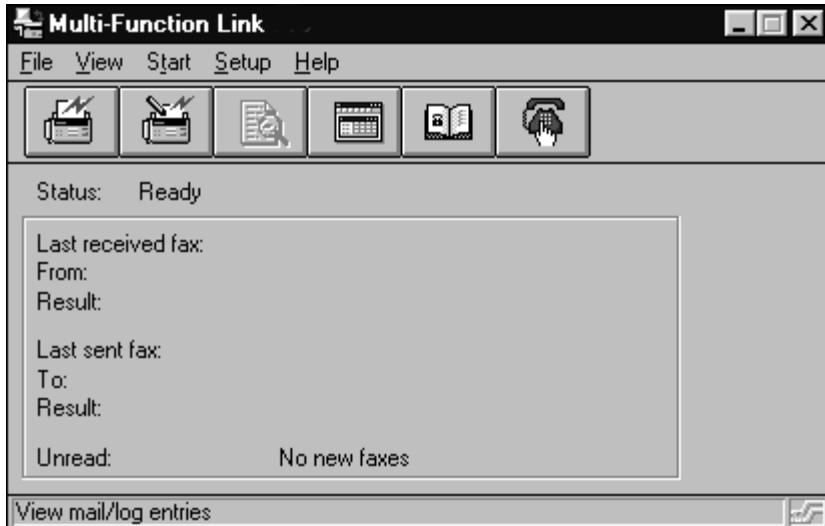 Multi-Function Link
File View Start Setup Help
Status: Ready
Last received fax:
From:
Result:
Last sent fax:
To:
Result:
Unread: No new faxes
View mail/log entries